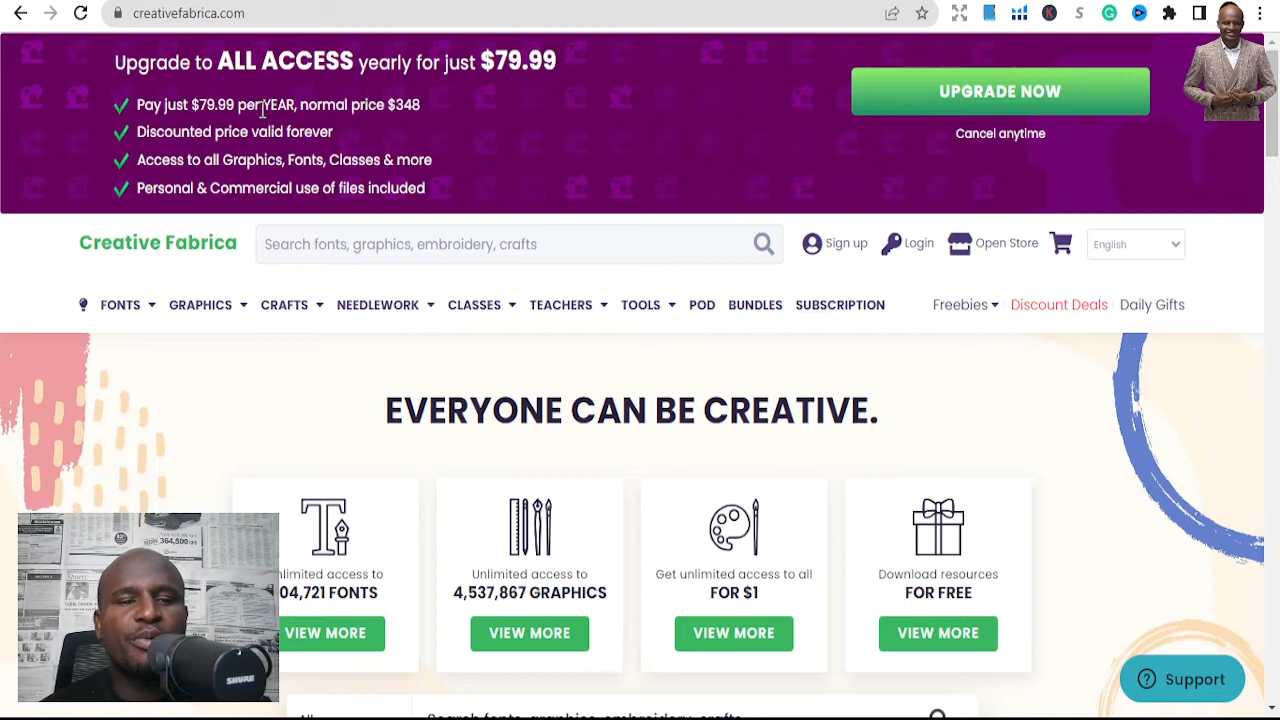 creativefabrica.com
Upgrade to ALL ACCESS yearly for just $79.99
Pay just $79.99 per YEAR, normal price $348
Discounted price valid forever
Access to all Graphics, Fonts, Classes & more
Personal & Commercial use of files included
UPGRADE NOW
Cancel anytime
Creative Fabrica
Search fonts, graphics, embroidery, crafts
Sign up
Login
Open Store
English
FONTS
GRAPHICS
CRAFTS
NEEDLEWORK
CLASSES
TEACHERS
TOOLS
POD
BUNDLES
SUBSCRIPTION
Freebies
Discount Deals
Daily Gifts
EVERYONE CAN BE CREATIVE.
limited access to
04,721 FONTS
VIEW MORE
Unlimited access to
4,537,867 GRAPHICS
VIEW MORE
Get unlimited access to all
FOR $1
VIEW MORE
Download resources
FOR FREE
VIEW MORE
364,500
SHURE
Support